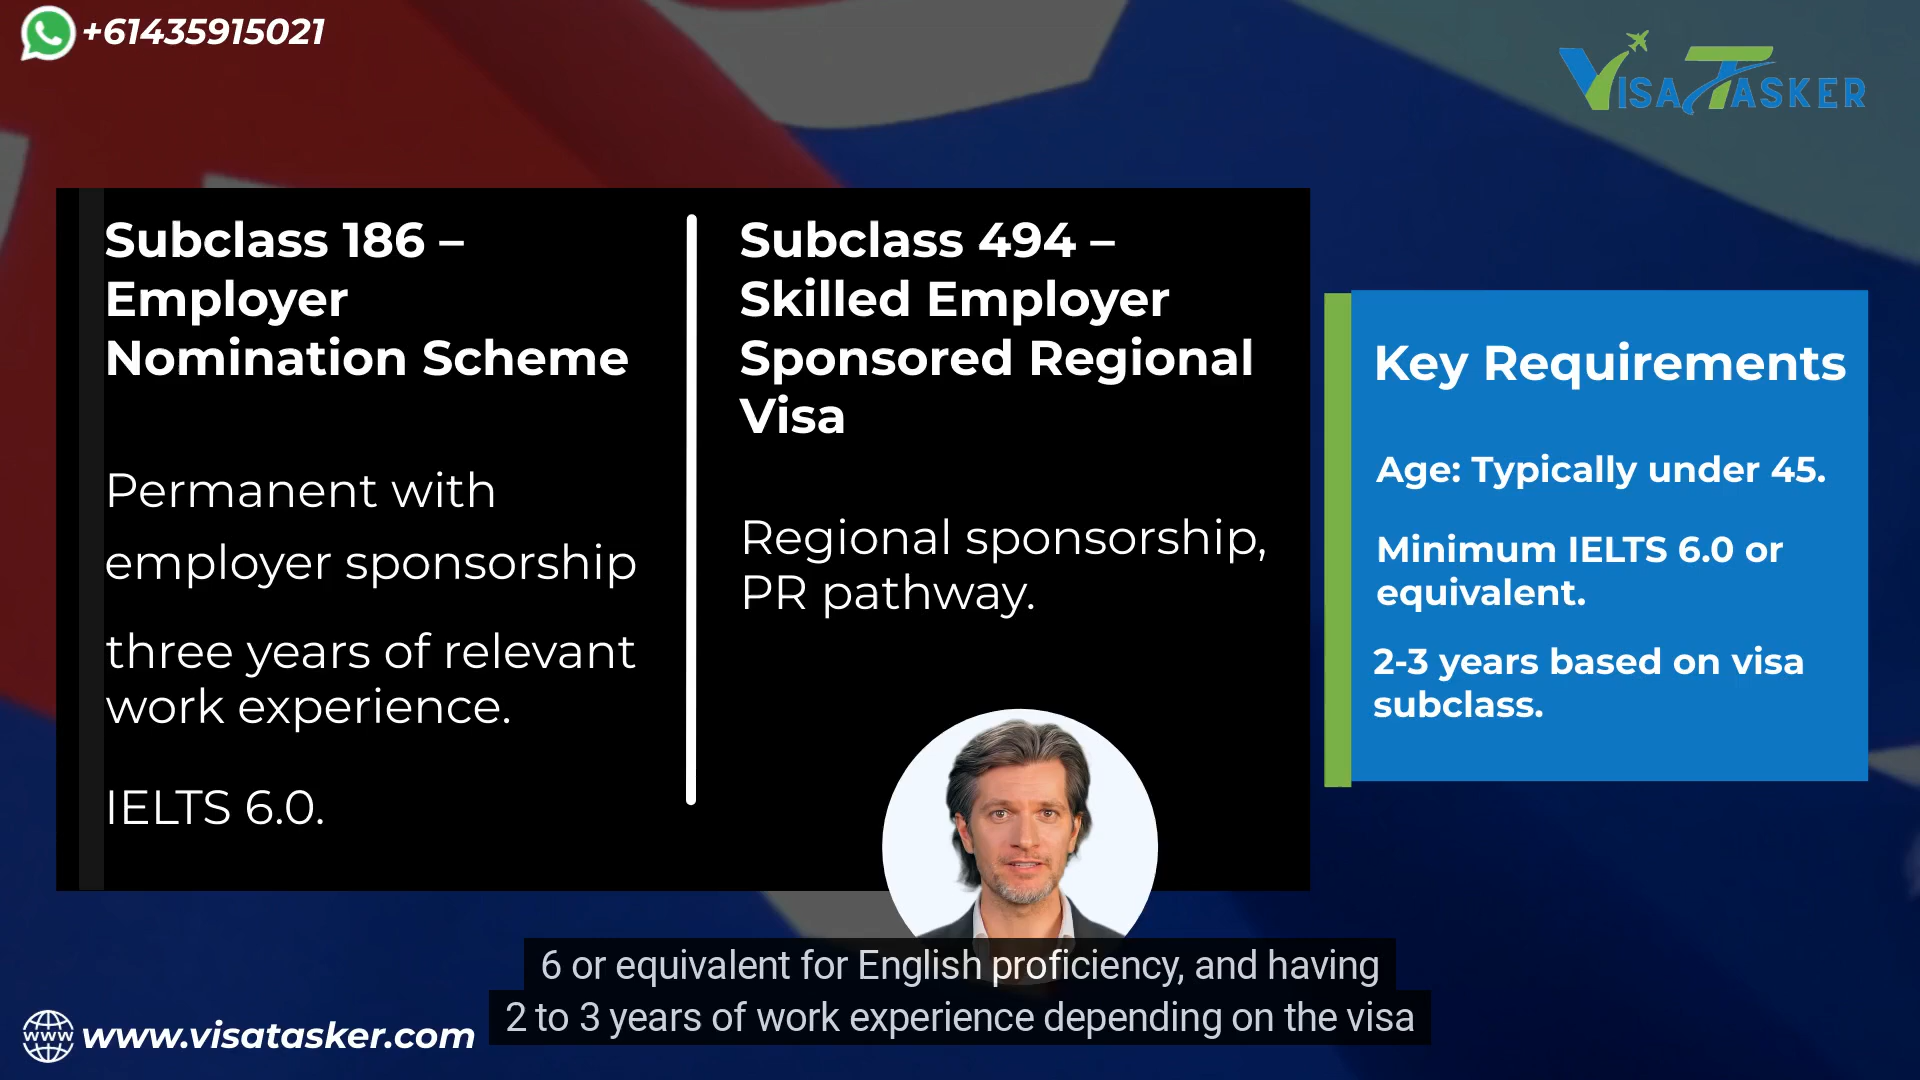 +61435915021
VISA TASKER
Subclass 186 –
Employer
Nomination Scheme
Permanent with
employer sponsorship
three years of relevant
work experience.
IELTS 6.0.
Subclass 494 –
Skilled Employer
Sponsored Regional
Visa
Regional sponsorship,
PR pathway.
Key Requirements
Age: Typically under 45.
Minimum IELTS 6.0 or
equivalent.
2-3 years based on visa
subclass.
6 or equivalent for English proficiency, and having
2 to 3 years of work experience depending on the visa
www
www.visatasker.com